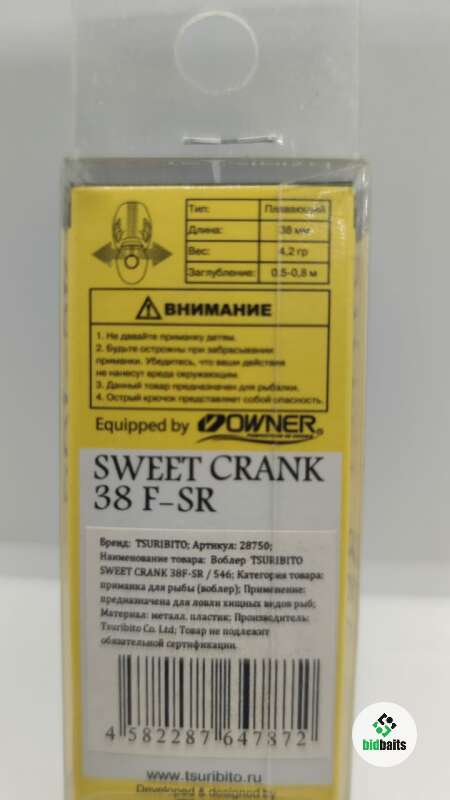 Тип: Плавающий
Длина: 38 мм
Вес: 4,2 гр
Заглубление: 0,5-0,8 м
ВНИМАНИЕ
1. Не давайте приманку детям.
2. Будьте острожны при забрасывании
приманки. Убедитесь, что ваши действия
не нанесут вреда окружающим.
3. Данный товар предназначен для рыбалки.
4. Острый крючок представляет собой опасность.
Equipped by OWNER
SWEET CRANK
38 F-SR
Бренд: TSURIBITO; Артикул: 28750;
Наименование товара: Воблер TSURIBITO
SWEET CRANK 38F-SR / 546; Категория товара:
приманка для рыбы (воблер); Применение:
предназначена для ловли хищных видов рыб;
Материал: металл, пластик; Производитель:
Tsuribito Co. Ltd; Товар не подлежит
обязательной сертификации.
4 582287 647872
www.tsuribito.ru
Developed & designed by
bidbaits